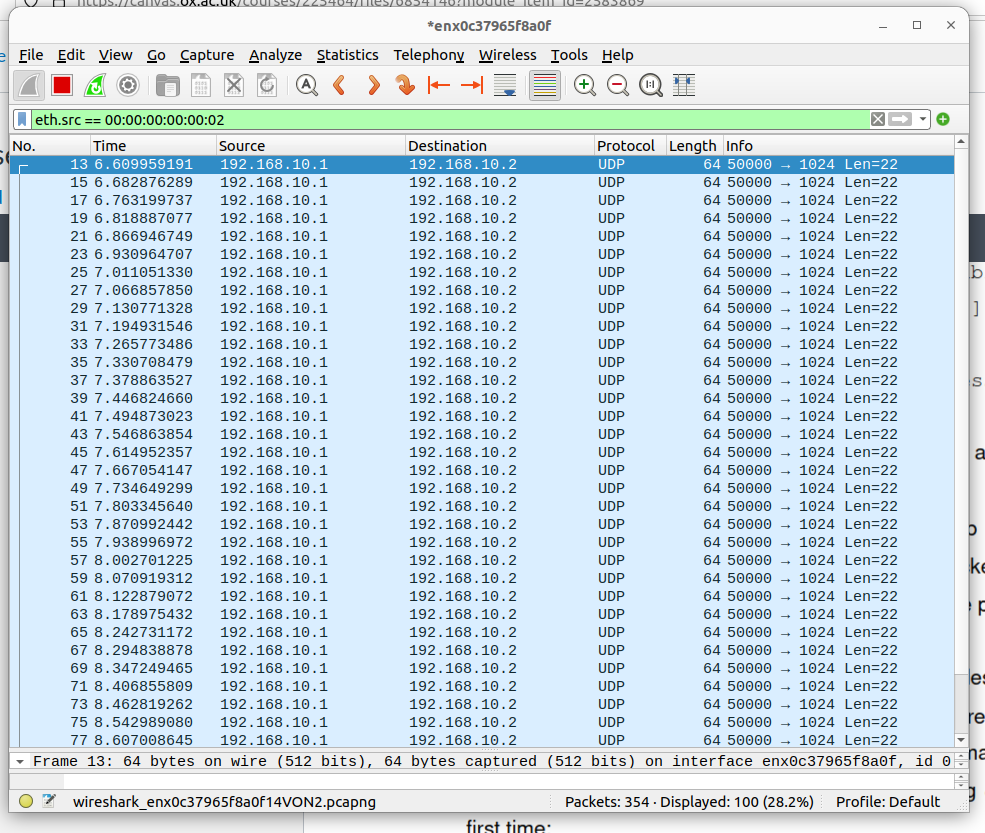 https://canvas.ox.ac.uk/courses/225464/files/6854146?module_item_id=2583869
*enx0c37965f8a0f
File Edit View Go Capture Analyze Statistics Telephony Wireless Tools Help
eth.src == 00:00:00:00:00:02
No. Time Source Destination Protocol Length Info
13 6.609959191 192.168.10.1 192.168.10.2 UDP 64 50000 → 1024 Len=22
15 6.682876289 192.168.10.1 192.168.10.2 UDP 64 50000 → 1024 Len=22
17 6.763199737 192.168.10.1 192.168.10.2 UDP 64 50000 → 1024 Len=22
19 6.818887077 192.168.10.1 192.168.10.2 UDP 64 50000 → 1024 Len=22
21 6.866946749 192.168.10.1 192.168.10.2 UDP 64 50000 → 1024 Len=22
23 6.930964707 192.168.10.1 192.168.10.2 UDP 64 50000 → 1024 Len=22
25 7.011051330 192.168.10.1 192.168.10.2 UDP 64 50000 → 1024 Len=22
27 7.066857850 192.168.10.1 192.168.10.2 UDP 64 50000 → 1024 Len=22
29 7.130771328 192.168.10.1 192.168.10.2 UDP 64 50000 → 1024 Len=22
31 7.194931546 192.168.10.1 192.168.10.2 UDP 64 50000 → 1024 Len=22
33 7.265773486 192.168.10.1 192.168.10.2 UDP 64 50000 → 1024 Len=22
35 7.330708479 192.168.10.1 192.168.10.2 UDP 64 50000 → 1024 Len=22
37 7.378863527 192.168.10.1 192.168.10.2 UDP 64 50000 → 1024 Len=22
39 7.446824660 192.168.10.1 192.168.10.2 UDP 64 50000 → 1024 Len=22
41 7.494873023 192.168.10.1 192.168.10.2 UDP 64 50000 → 1024 Len=22
43 7.546863854 192.168.10.1 192.168.10.2 UDP 64 50000 → 1024 Len=22
45 7.614952357 192.168.10.1 192.168.10.2 UDP 64 50000 → 1024 Len=22
47 7.667054147 192.168.10.1 192.168.10.2 UDP 64 50000 → 1024 Len=22
49 7.734649299 192.168.10.1 192.168.10.2 UDP 64 50000 → 1024 Len=22
51 7.803345640 192.168.10.1 192.168.10.2 UDP 64 50000 → 1024 Len=22
53 7.870992442 192.168.10.1 192.168.10.2 UDP 64 50000 → 1024 Len=22
55 7.938996972 192.168.10.1 192.168.10.2 UDP 64 50000 → 1024 Len=22
57 8.002701225 192.168.10.1 192.168.10.2 UDP 64 50000 → 1024 Len=22
59 8.070919312 192.168.10.1 192.168.10.2 UDP 64 50000 → 1024 Len=22
61 8.122879072 192.168.10.1 192.168.10.2 UDP 64 50000 → 1024 Len=22
63 8.178975432 192.168.10.1 192.168.10.2 UDP 64 50000 → 1024 Len=22
65 8.242731172 192.168.10.1 192.168.10.2 UDP 64 50000 → 1024 Len=22
67 8.294838878 192.168.10.1 192.168.10.2 UDP 64 50000 → 1024 Len=22
69 8.347249465 192.168.10.1 192.168.10.2 UDP 64 50000 → 1024 Len=22
71 8.406855809 192.168.10.1 192.168.10.2 UDP 64 50000 → 1024 Len=22
73 8.462819262 192.168.10.1 192.168.10.2 UDP 64 50000 → 1024 Len=22
75 8.542989080 192.168.10.1 192.168.10.2 UDP 64 50000 → 1024 Len=22
77 8.607008645 192.168.10.1 192.168.10.2 UDP 64 50000 → 1024 Len=22
Frame 13: 64 bytes on wire (512 bits), 64 bytes captured (512 bits) on interface enx0c37965f8a0f, id 0
wireshark_enx0c37965f8a0f14VON2.pcapng Packets: 354 · Displayed: 100 (28.2%) Profile: Default
first time: